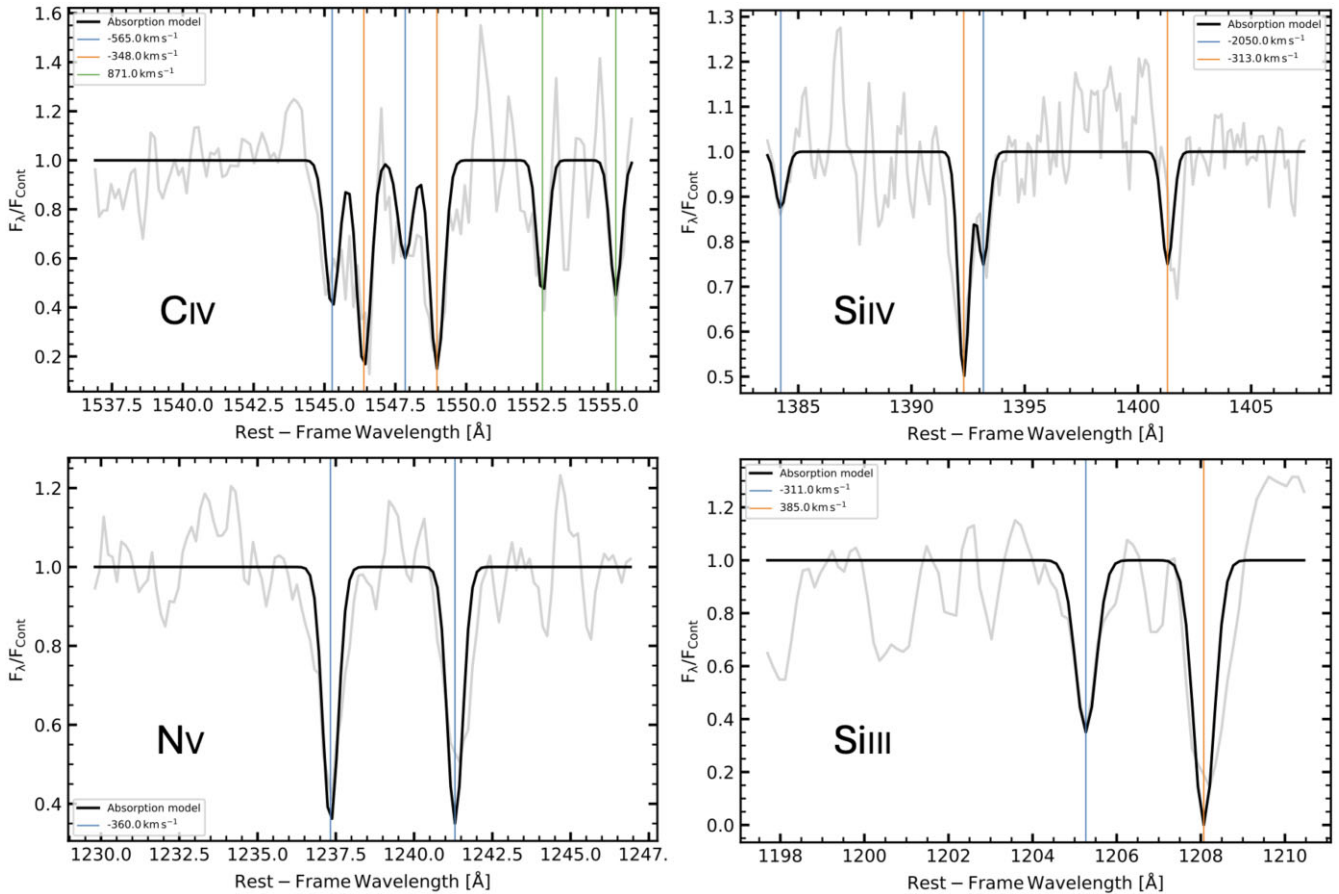 Absorption model
-565.0 km s⁻¹
-348.0 km s⁻¹
871.0 km s⁻¹
1.6
1.4
1.2
1.0
0.8
0.6
0.4
0.2
Fλ/FCont
CIV
1537.5 1540.0 1542.5 1545.0 1547.5 1550.0 1552.5 1555.0
Rest – Frame Wavelength [Å]
Absorption model
-2050.0 km s⁻¹
-313.0 km s⁻¹
1.3
1.2
1.1
1.0
0.9
0.8
0.7
0.6
0.5
Fλ/FCont
SiIV
1385 1390 1395 1400 1405
Rest – Frame Wavelength [Å]
1.2
1.0
0.8
0.6
0.4
Fλ/FCont
NV
Absorption model
-360.0 km s⁻¹
1230.0 1232.5 1235.0 1237.5 1240.0 1242.5 1245.0 1247.
Rest – Frame Wavelength [Å]
Absorption model
-311.0 km s⁻¹
385.0 km s⁻¹
1.2
1.0
0.8
0.6
0.4
0.2
0.0
Fλ/FCont
SiIII
1198 1200 1202 1204 1206 1208 1210
Rest – Frame Wavelength [Å]